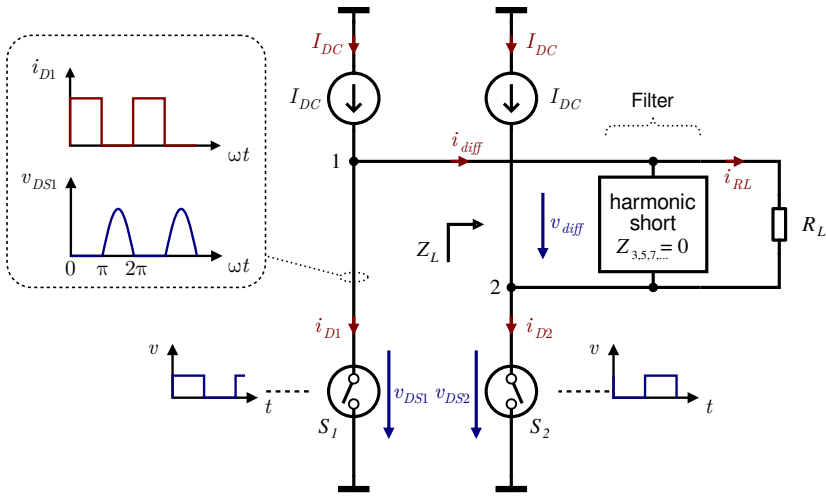 I_DC
I_DC
i_D1
I_DC
I_DC
Filter
ωt
i_diff
1
v_DS1
i_RL
harmonic
short
Z_3,5,7,... = 0
v_diff
R_L
Z_L
0 π 2π
ωt
2
i_D1
i_D2
v
v
v_DS1
v_DS2
t
t
S_1
S_2